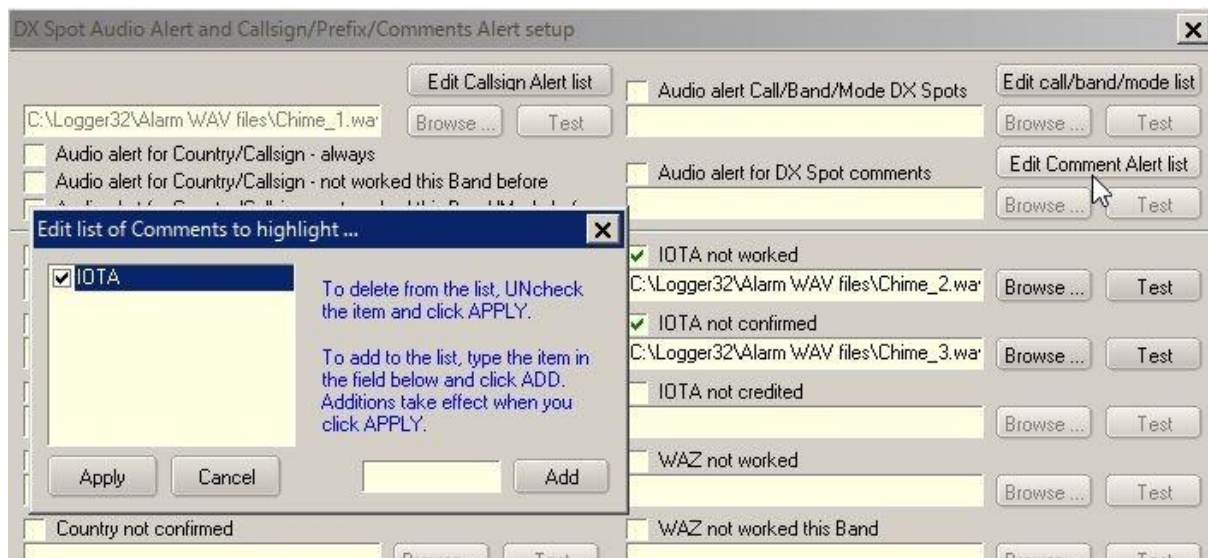 DX Spot Audio Alert and Callsign/Prefix/Comments Alert setup
Edit Callsign Alert list
C:\Logger32\Alarm WAV files\Chime_1.wa
Browse ...
Test
Audio alert for Country/Callsign - always
Audio alert for Country/Callsign - not worked this Band before
Audio alert Call/Band/Mode DX Spots
Edit call/band/mode list
Browse ...
Test
Audio alert for DX Spot comments
Edit Comment Alert list
Browse ...
Test
Edit list of Comments to highlight ...
IOTA
To delete from the list, UNcheck
the item and click APPLY.
To add to the list, type the item in
the field below and click ADD.
Additions take effect when you
click APPLY.
Apply
Cancel
Add
Country not confirmed
IOTA not worked
C:\Logger32\Alarm WAV files\Chime_2.wa
Browse ...
Test
IOTA not confirmed
C:\Logger32\Alarm WAV files\Chime_3.wa
Browse ...
Test
IOTA not credited
Browse ...
Test
WAZ not worked
Browse ...
Test
WAZ not worked this Band